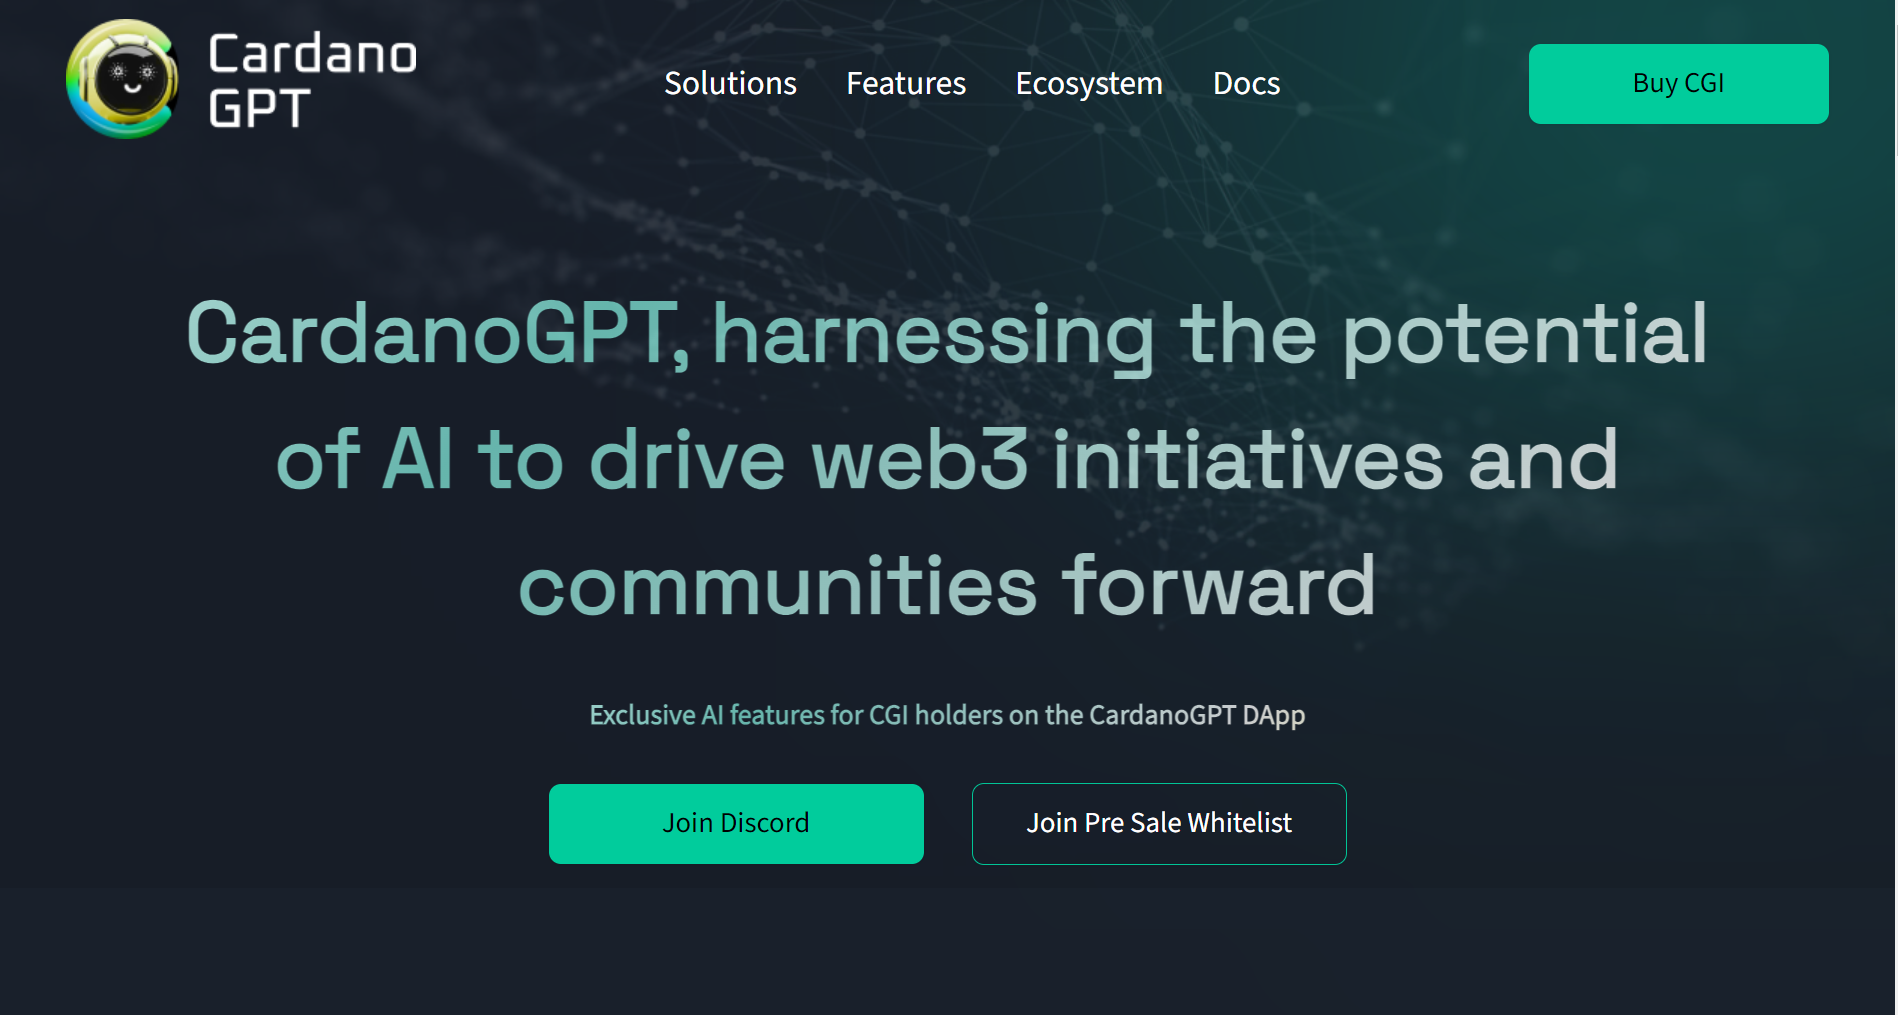 Cardano
GPT
Solutions
Features
Ecosystem
Docs
Buy CGI
CardanoGPT, harnessing the potential
of AI to drive web3 initiatives and
communities forward
Exclusive AI features for CGI holders on the CardanoGPT DApp
Join Discord
Join Pre Sale Whitelist